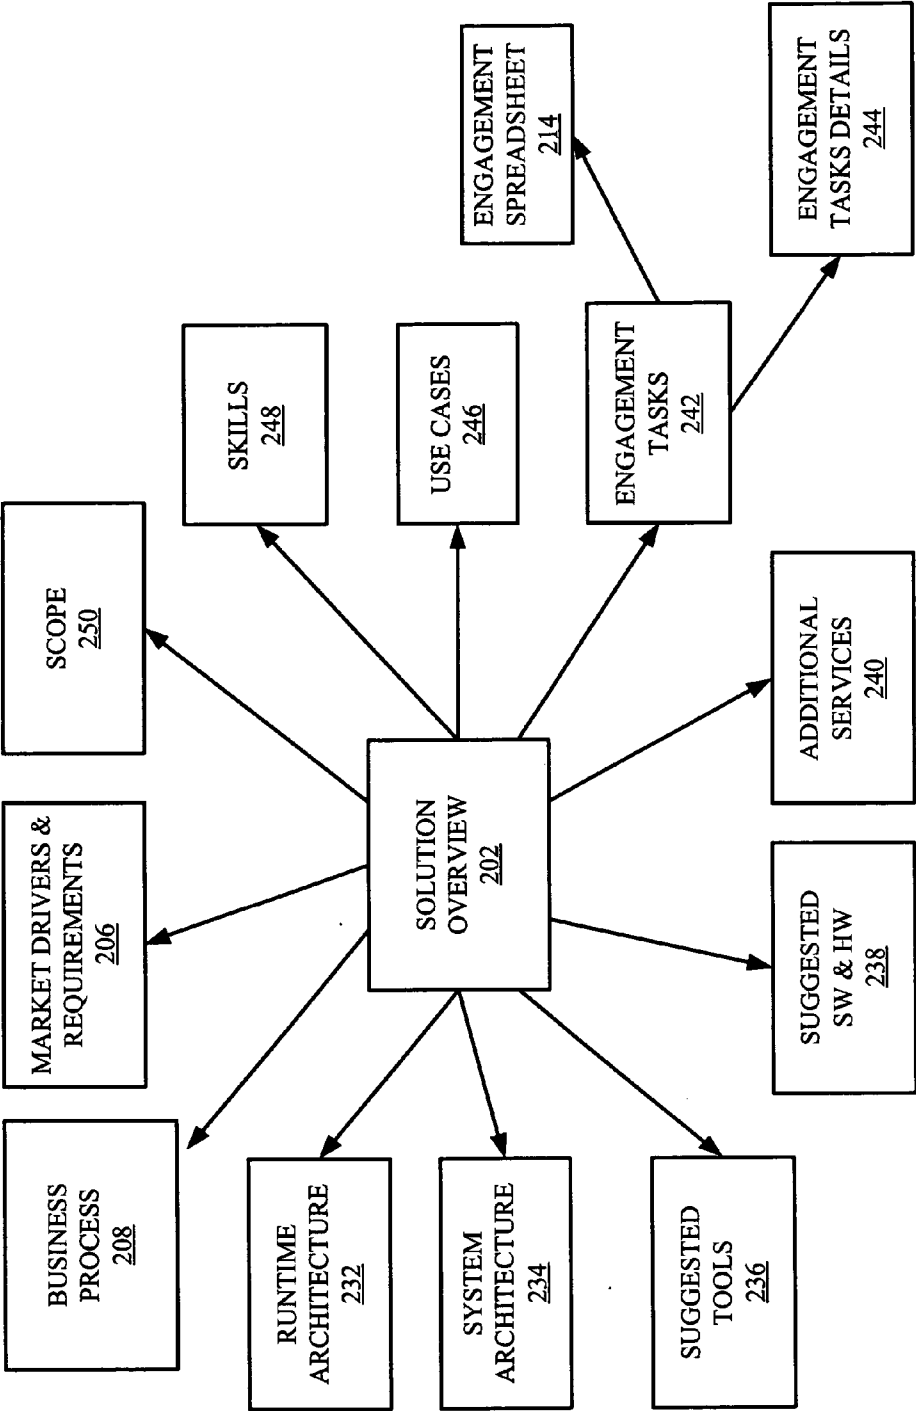 BUSINESS
PROCESS
208
MARKET DRIVERS &
REQUIREMENTS
206
SCOPE
250
RUNTIME
ARCHITECTURE
232
SKILLS
248
SYSTEM
ARCHITECTURE
234
SOLUTION
OVERVIEW
202
USE CASES
246
ENGAGEMENT
SPREADSHEET
214
SUGGESTED
TOOLS
236
ENGAGEMENT
TASKS
242
SUGGESTED
SW & HW
238
ADDITIONAL
SERVICES
240
ENGAGEMENT
TASKS DETAILS
244